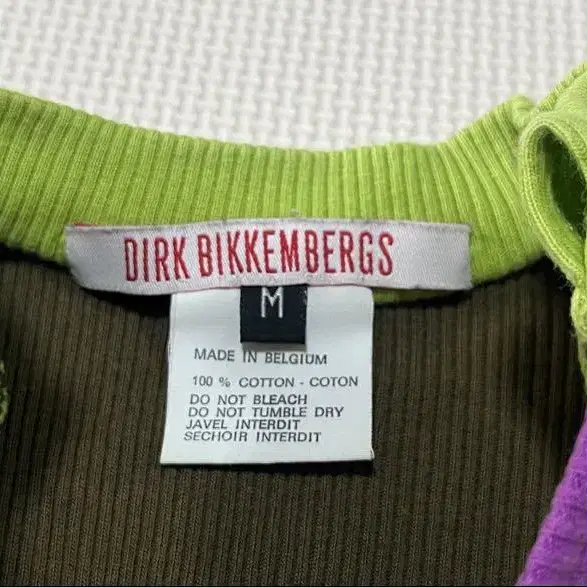 DIRK BIKKEMBERGS
M
MADE IN BELGIUM
100 % COTTON - COTON
DO NOT BLEACH
DO NOT TUMBLE DRY
JAVEL INTERDIT
SECHOIR INTERDIT